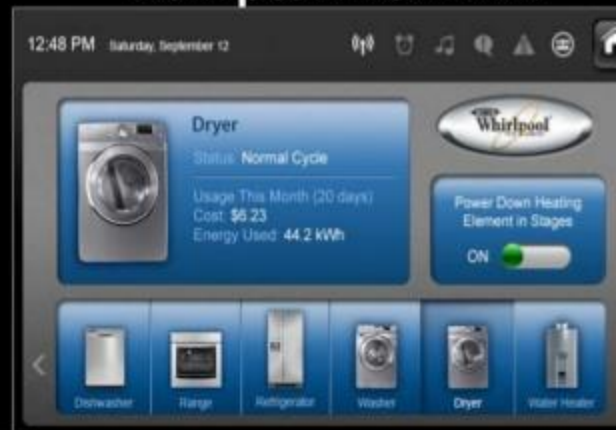 12:48 PM Saturday, September 12
Dryer
Status: Normal Cycle
Usage This Month (20 days)
Cost: $6.23
Energy Used: 44.2 kWh
Whirlpool
Power Down Heating
Element in Stages
ON
Dishwasher
Range
Refrigerator
Washer
Dryer
Water Heater